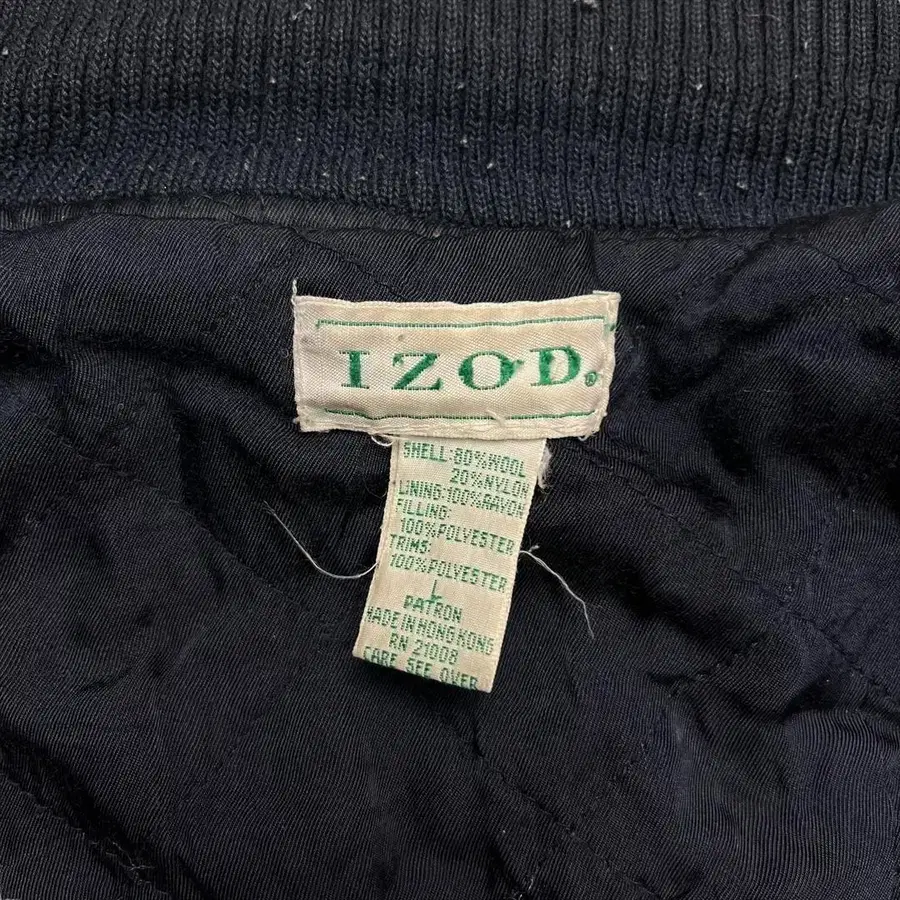 IZOD®
SHELL: 80% WOOL
20% NYLON
LINING: 100% RAYON
FILLING:
100% POLYESTER
TRIMS:
100% POLYESTER
L
PATRON
MADE IN HONG KONG
RN 21008
CARE SEE OVER